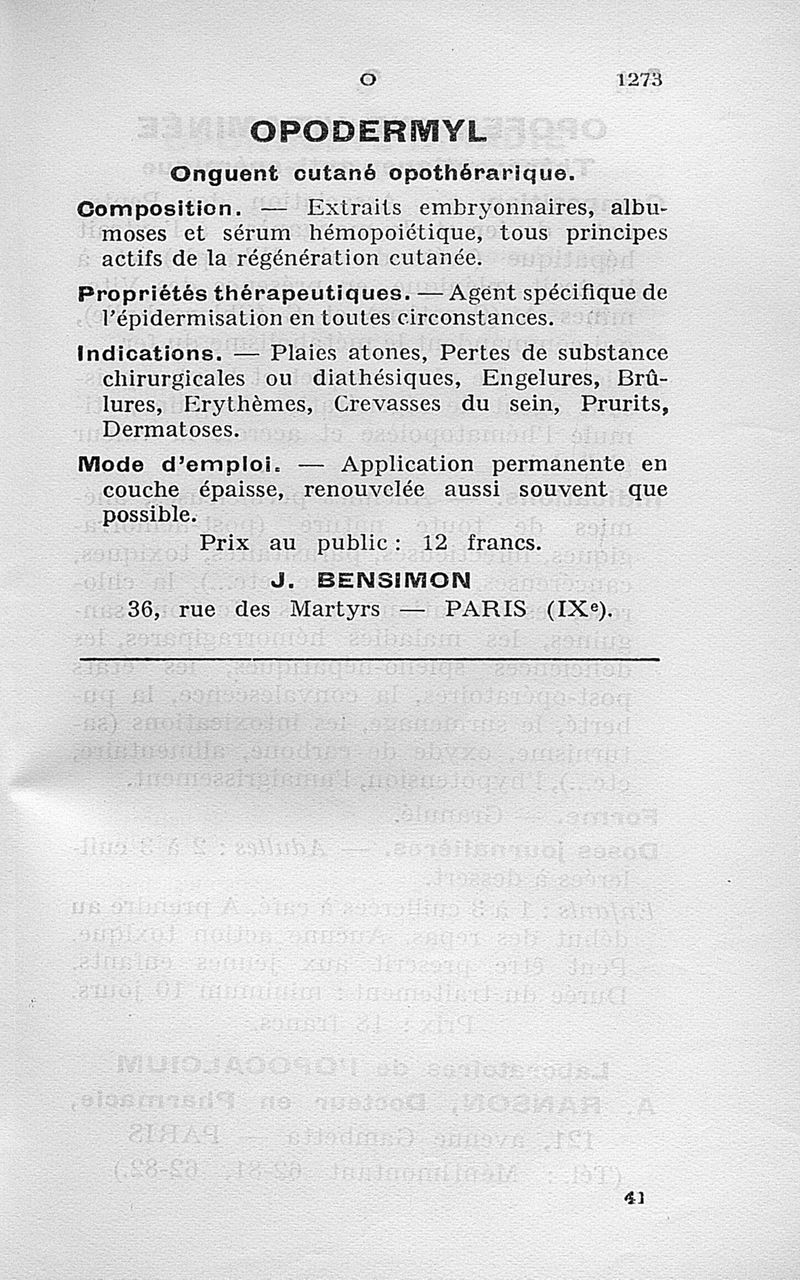 O 1273
OPODERMYL
Onguent cutané opothérarique.
Composition. — Extraits embryonnaires, albu-
moses et sérum hémopoiétique, tous principes
actifs de la régénération cutanée.
Propriétés thérapeutiques. — Agent spécifique de
l'épidermisation en toutes circonstances.
Indications. — Plaies atones, Pertes de substance
chirurgicales ou diathésiques, Engelures, Brû-
lures, Erythèmes, Crevasses du sein, Prurits,
Dermatoses.
Mode d'emploi. — Application permanente en
couche épaisse, renouvelée aussi souvent que
possible.
Prix au public : 12 francs.
J. BENSIMON
36, rue des Martyrs — PARIS (IXe).
41